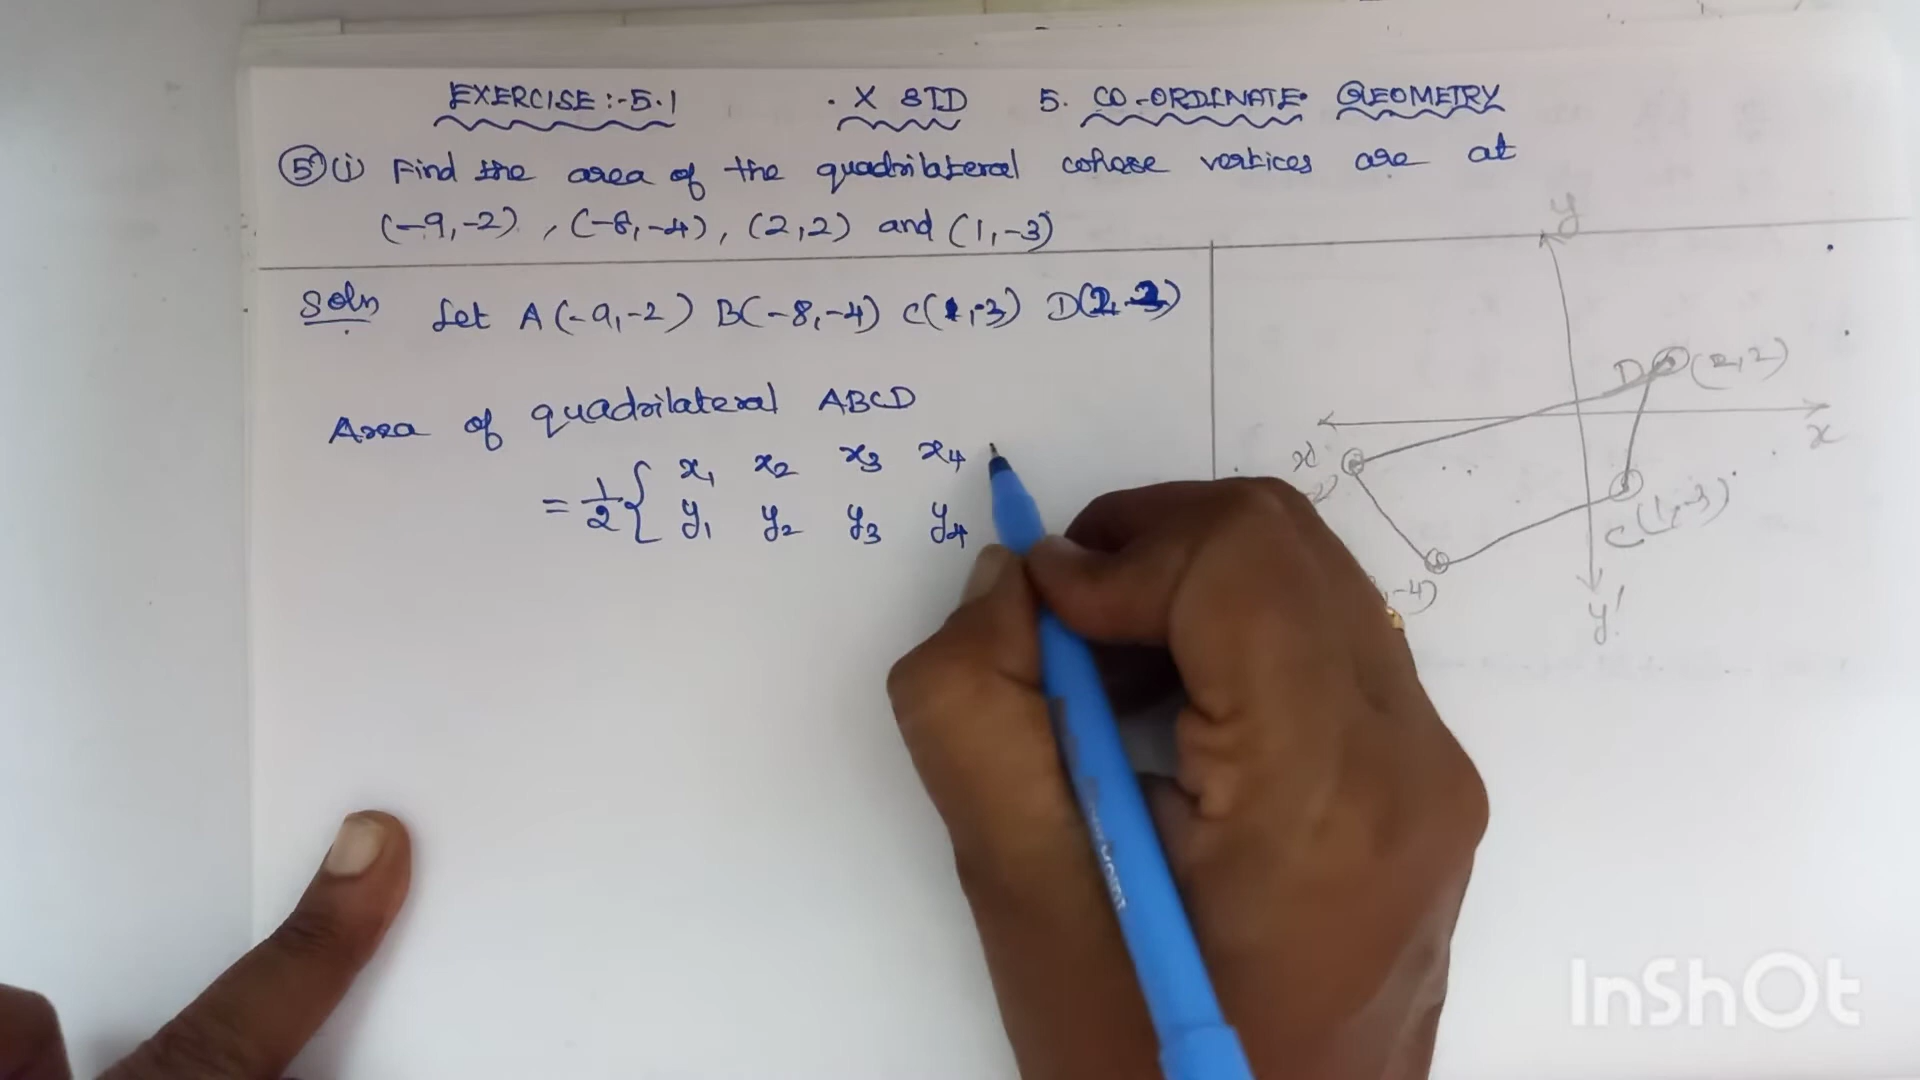 EXERCISE :- 5.1 X STD 5. CO-ORDINATE GEOMETRY
5 (i) Find the area of the quadrilateral whose vertices are at
(-9,-2), (-8,-4), (2,2) and (1,-3)
Soln Let A(-9,-2) B(-8,-4) C(1,-3) D(2,2)
Area of quadrilateral ABCD
= 1/2 { x1 x2 x3 x4
y1 y2 y3 y4
y
D (2,2)
x
x'
C(1,-3)
-4)
y'
InShOt